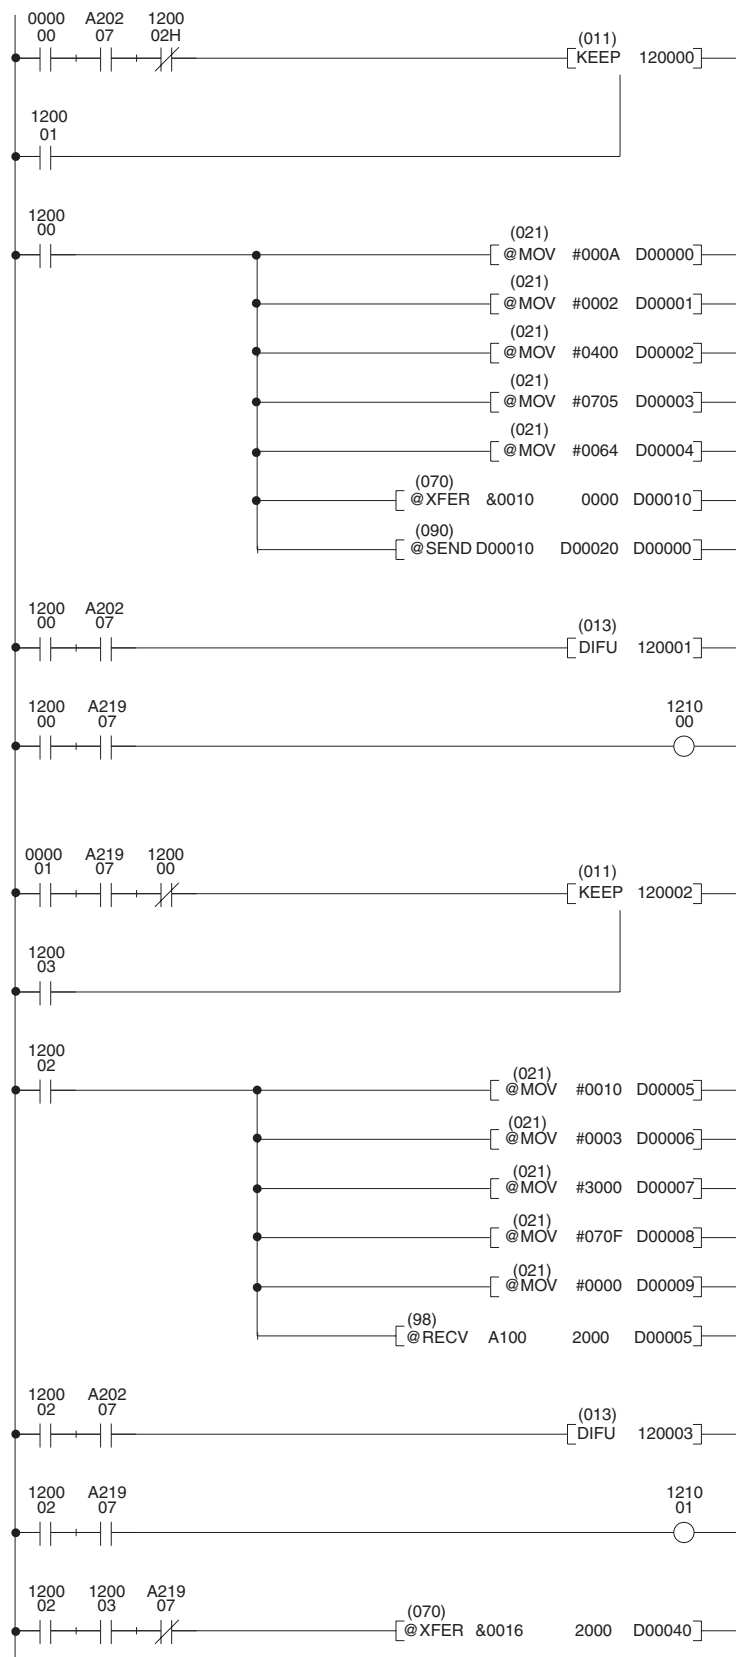 0000 A202 1200
00 07 02H
(011)
KEEP 120000
1200
01
1200
00
(021)
@MOV #000A D00000
(021)
@MOV #0002 D00001
(021)
@MOV #0400 D00002
(021)
@MOV #0705 D00003
(021)
@MOV #0064 D00004
(070)
@XFER &0010 0000 D00010
(090)
@SEND D00010 D00020 D00000
1200 A202
00 07
(013)
DIFU 120001
1200 A219
00 07
1210
00
0000 A219 1200
01 07 00
(011)
KEEP 120002
1200
03
1200
02
(021)
@MOV #0010 D00005
(021)
@MOV #0003 D00006
(021)
@MOV #3000 D00007
(021)
@MOV #070F D00008
(021)
@MOV #0000 D00009
(98)
@RECV A100 2000 D00005
1200 A202
02 07
(013)
DIFU 120003
1200 A219
02 07
1210
01
1200 1200 A219
02 03 07
(070)
@XFER &0016 2000 D00040